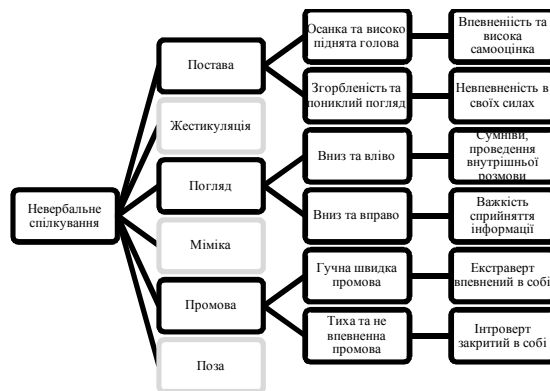 Осанка та високо
піднята голова
Впевненіість та
висока
самооцінка
Постава
Згорбленість та
пониклий погляд
Невпевненість в
своїх силах
Жестикуляція
Сумніви,
проведення
внутрішньої
розмови
Вниз та вліво
Погляд
Невербальне
спілкування
Вниз та вправо
Важкість
сприйняття
інформації
Міміка
Гучна швидка
промова
Екстраверт
впевнений в собі
Промова
Тиха та не
впевненна
промова
Інтроверт
закритий в собі
Поза